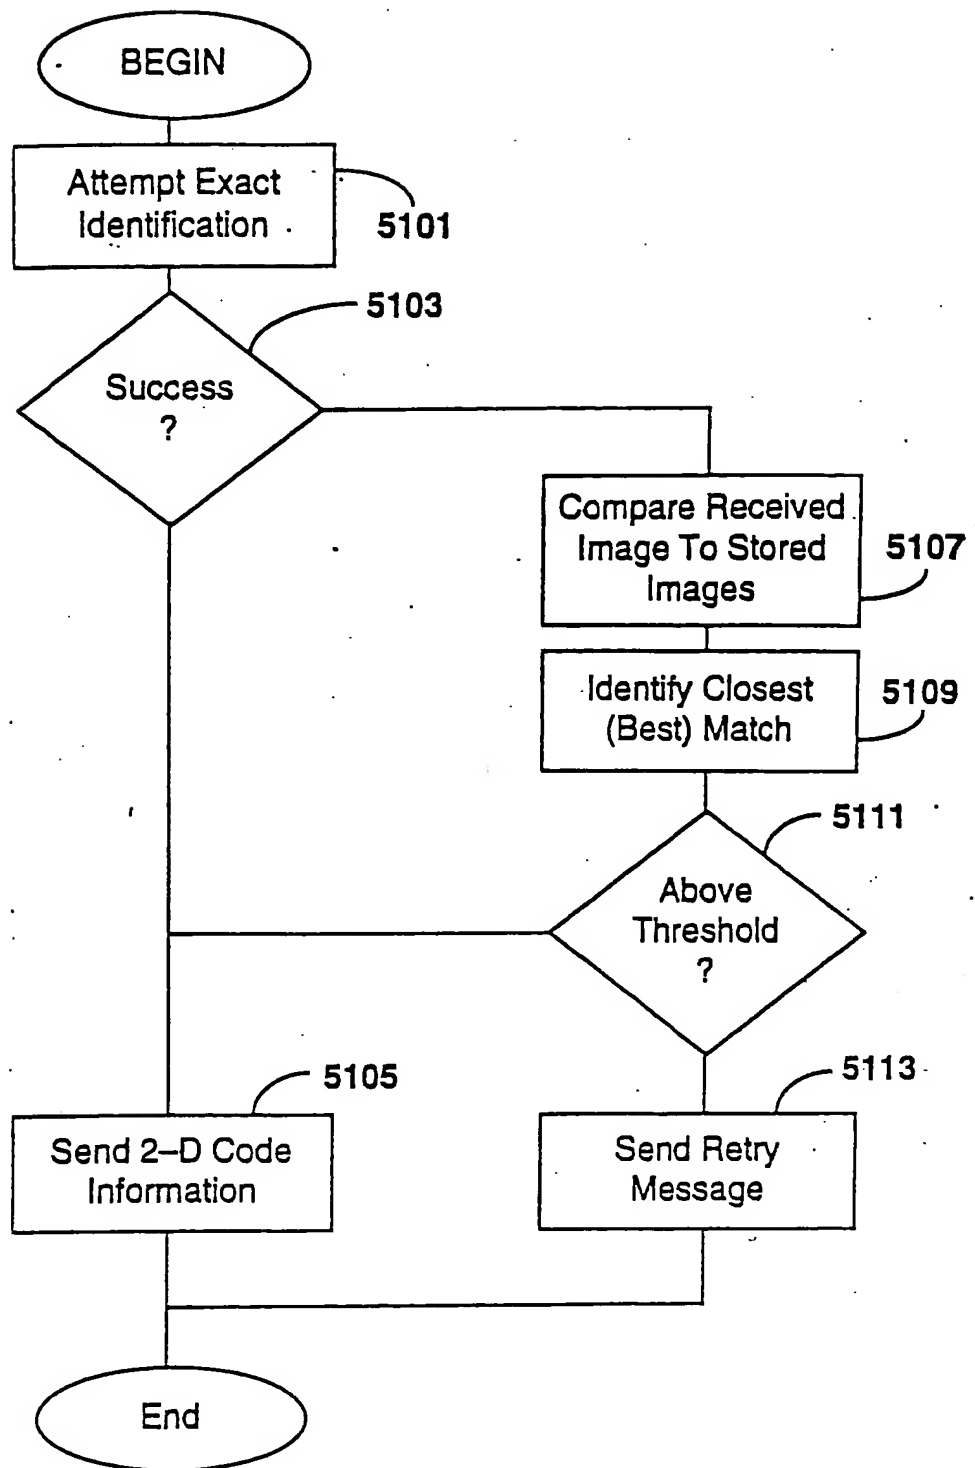 BEGIN
Attempt Exact
Identification
5101
5103
Success
?
Compare Received
Image To Stored
Images
5107
Identify Closest
(Best) Match
5109
5111
Above
Threshold
?
5105
Send 2-D Code
Information
5113
Send Retry
Message
End